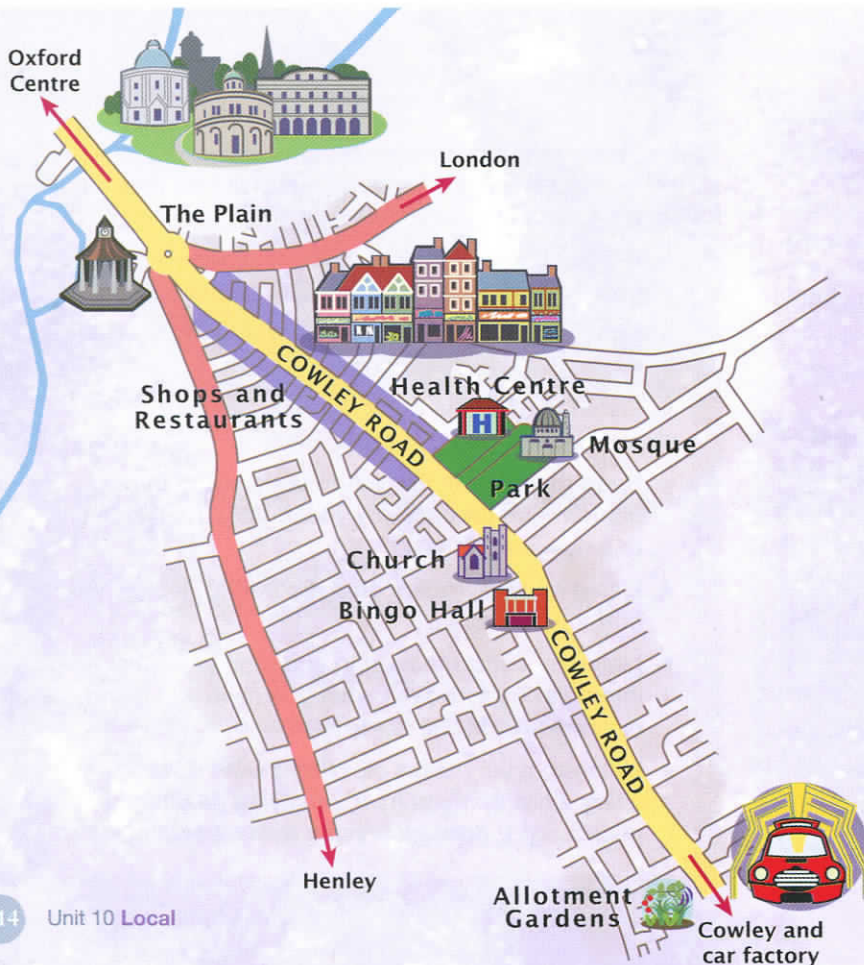 Oxford
Centre
London
The Plain
COWLEY ROAD
Shops and
Restaurants
Health Centre
H
Mosque
Park
Church
Bingo Hall
COWLEY ROAD
Henley
Allotment
Gardens
Cowley and
car factory
14 Unit 10 Local